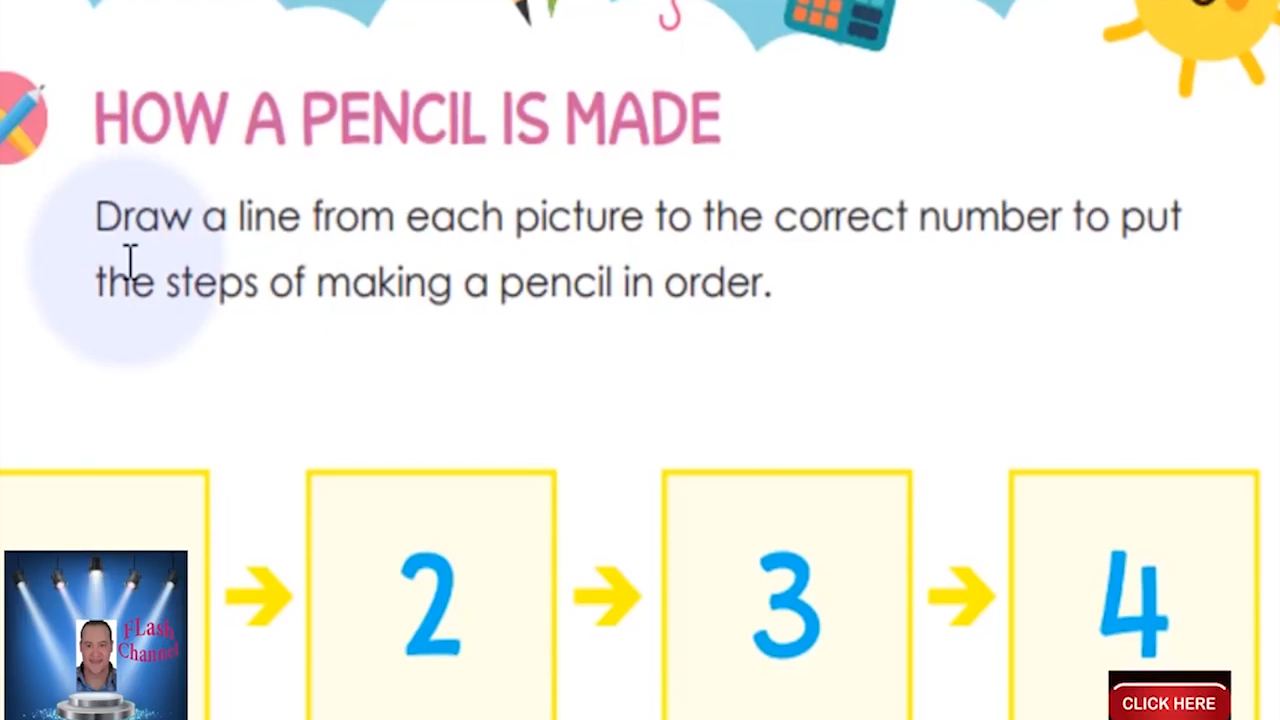 HOW A PENCIL IS MADE
Draw a line from each picture to the correct number to put
the steps of making a pencil in order.
2
3
4
FLash
Channel
CLICK HERE